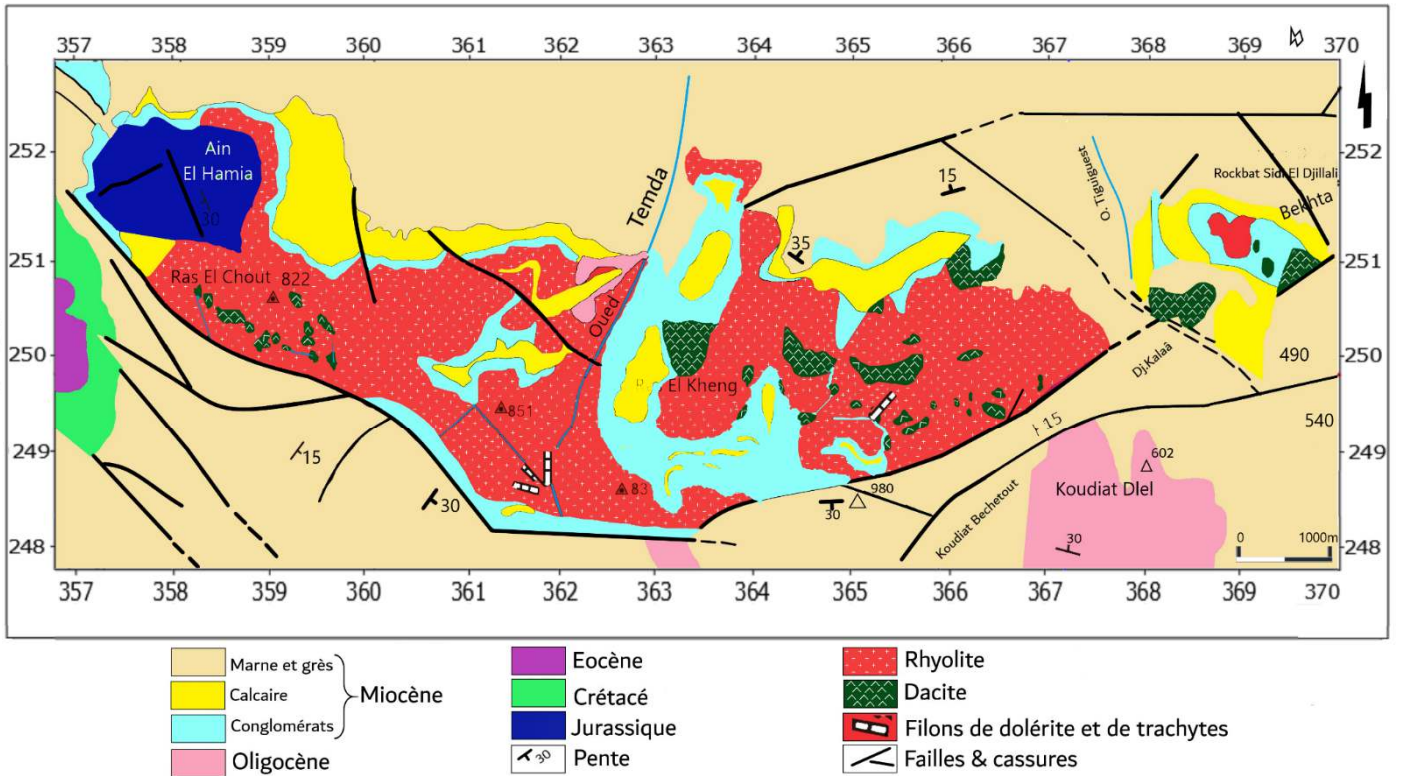 357 358 359 360 361 362 363 364 365 366 367 368 369 370
252 252
251 251
250 250
249 249
248 248
357 358 359 360 361 362 363 364 365 366 367 368 369 370
Ain
El Hamia
30
Ras El Chout 822
Temda
Oued
851
83
El Kheng
15
35
O. Tiguiguest
Rockbat Sidi El Djillali
Bekhta
Dj.Kalaâ
490
540
15
15
30
30
980
Koudiat Bechetout
602
Koudiat Dlel
30
0 1000m
Marne et grès
Calcaire
Conglomérats
Miocène
Oligocène
Eocène
Crétacé
Jurassique
30 Pente
Rhyolite
Dacite
Filons de dolérite et de trachytes
Failles & cassures